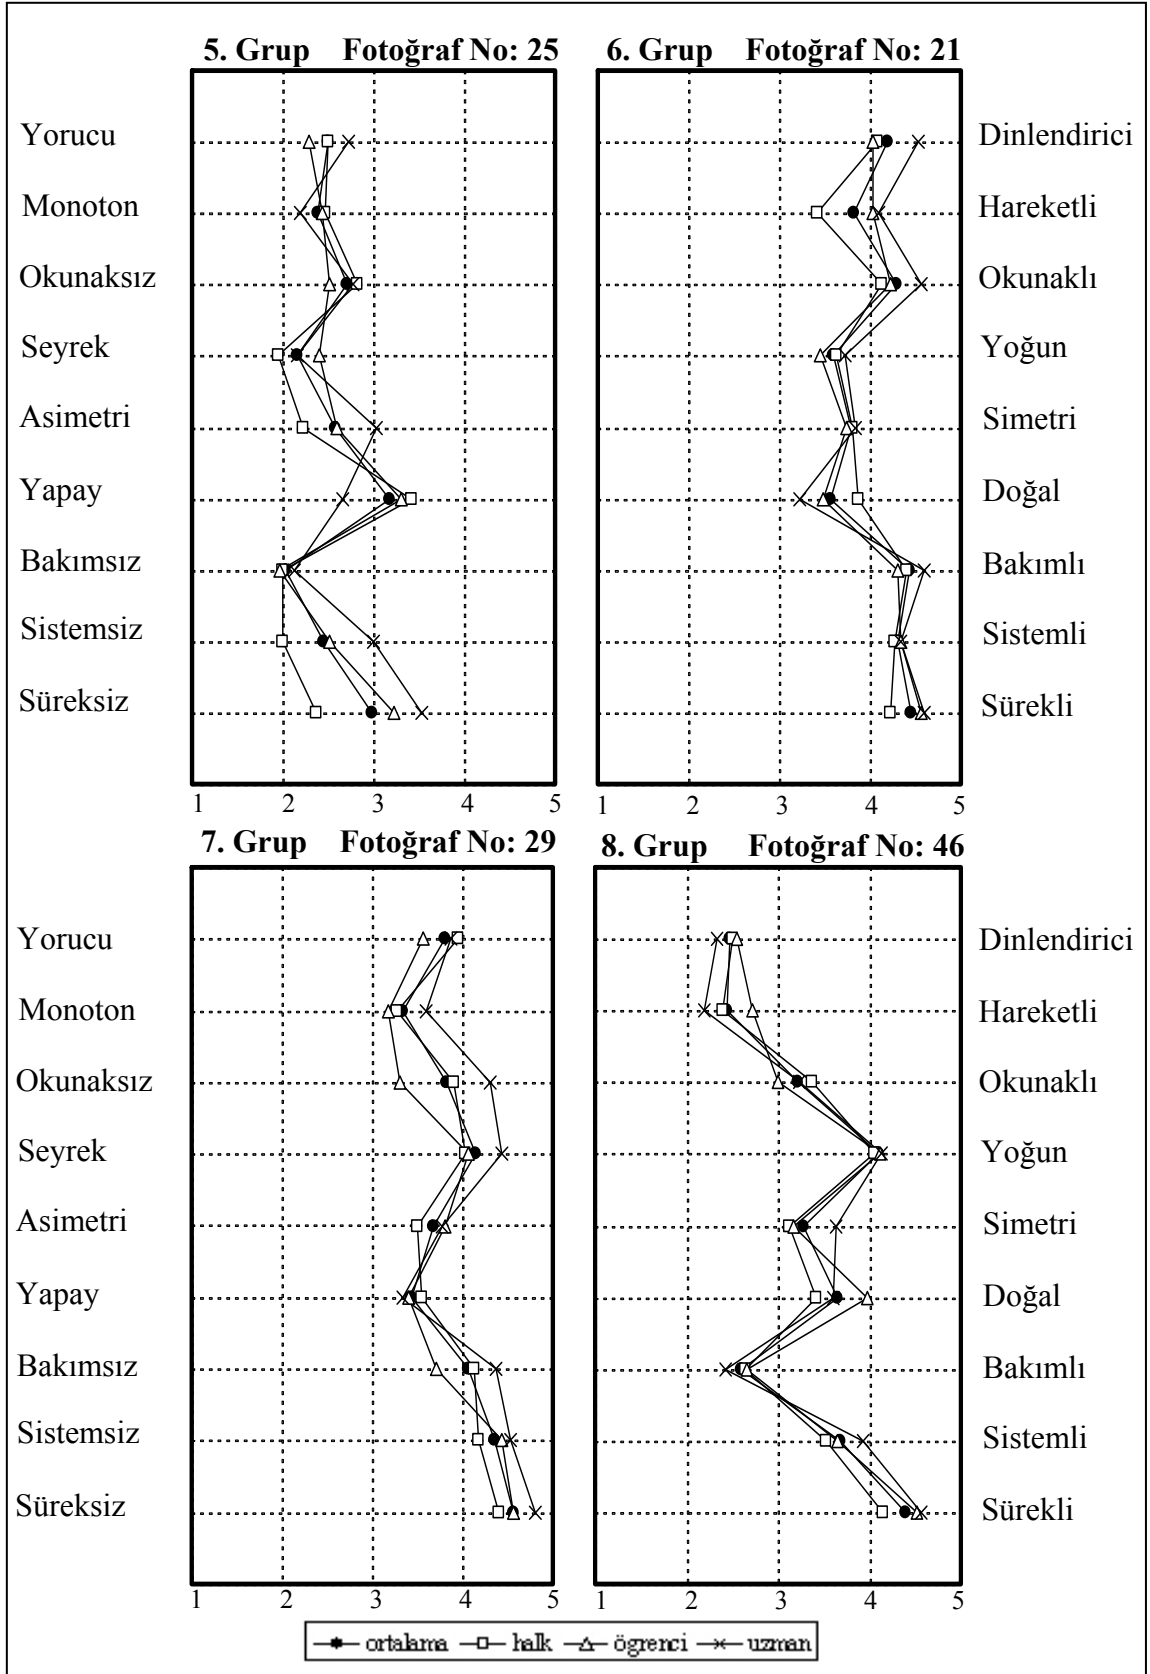 5. Grup Fotoğraf No: 25 6. Grup Fotoğraf No: 21
Yorucu Dinlendirici
Monoton Hareketli
Okunaksız Okunaklı
Seyrek Yoğun
Asimetri Simetri
Yapay Doğal
Bakımsız Bakımlı
Sistemsiz Sistemli
Süreksiz Sürekli
1 2 3 4 5 1 2 3 4 5
7. Grup Fotoğraf No: 29 8. Grup Fotoğraf No: 46
Yorucu Dinlendirici
Monoton Hareketli
Okunaksız Okunaklı
Seyrek Yoğun
Asimetri Simetri
Yapay Doğal
Bakımsız Bakımlı
Sistemsiz Sistemli
Süreksiz Sürekli
1 2 3 4 5 1 2 3 4 5
ortalama halk ögrenci uzman